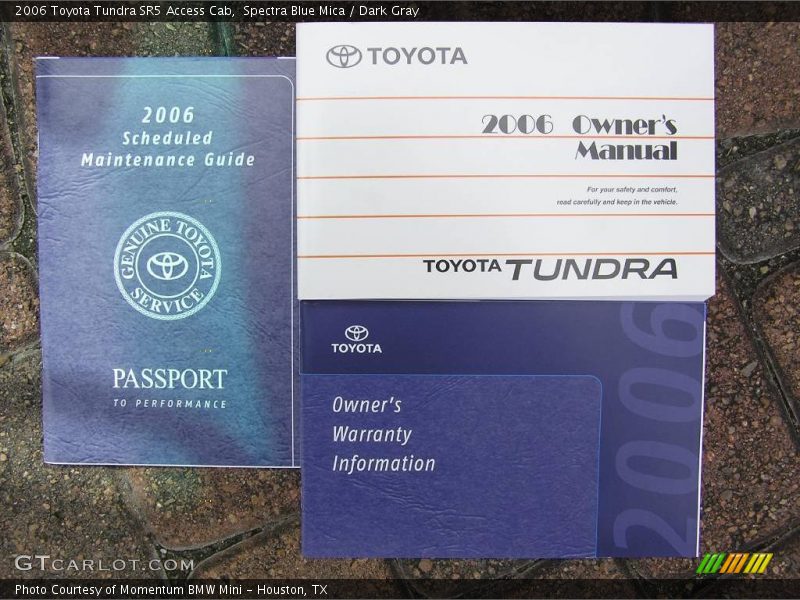 2006 Toyota Tundra SR5 Access Cab,  Spectra Blue Mica / Dark Gray
2006
Scheduled
Maintenance Guide
GENUINE TOYOTA
SERVICE
PASSPORT
TO PERFORMANCE
TOYOTA
2006 Owner's
Manual
For your safety and comfort,
road carefully and keep in the vehicle.
TOYOTA TUNDRA
TOYOTA
Owner's
Warranty
Information
2006
GTCARLOT.COM
Photo Courtesy of Momentum BMW Mini - Houston, TX